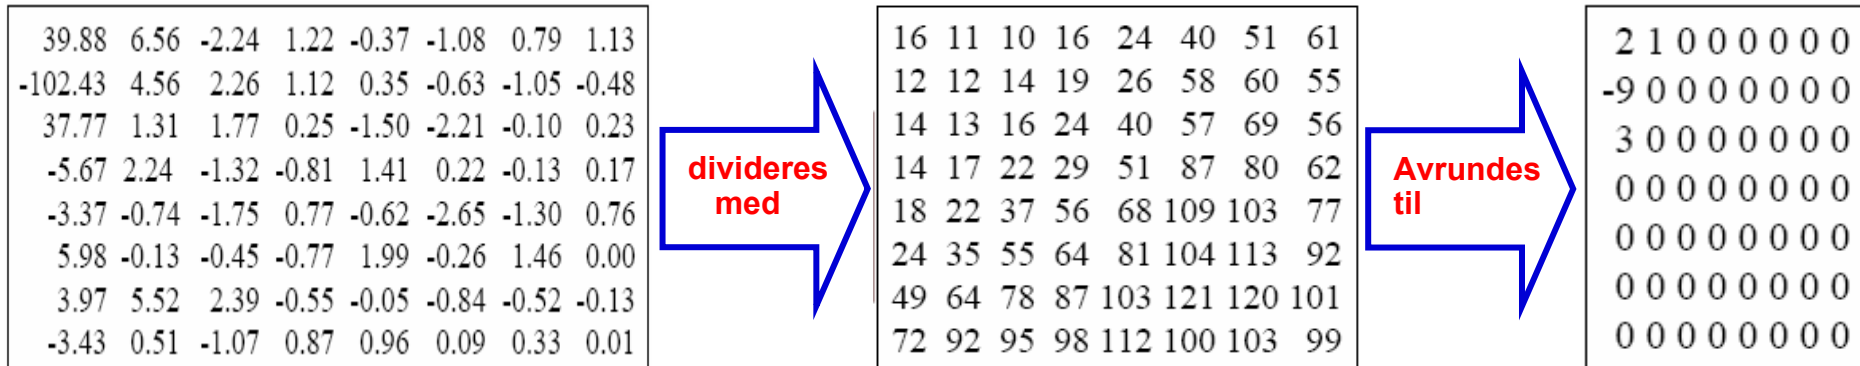 39.88 6.56 -2.24 1.22 -0.37 -1.08 0.79 1.13
-102.43 4.56 2.26 1.12 0.35 -0.63 -1.05 -0.48
37.77 1.31 1.77 0.25 -1.50 -2.21 -0.10 0.23
-5.67 2.24 -1.32 -0.81 1.41 0.22 -0.13 0.17
-3.37 -0.74 -1.75 0.77 -0.62 -2.65 -1.30 0.76
5.98 -0.13 -0.45 -0.77 1.99 -0.26 1.46 0.00
3.97 5.52 2.39 -0.55 -0.05 -0.84 -0.52 -0.13
-3.43 0.51 -1.07 0.87 0.96 0.09 0.33 0.01
divideres
med
16 11 10 16 24 40 51 61
12 12 14 19 26 58 60 55
14 13 16 24 40 57 69 56
14 17 22 29 51 87 80 62
18 22 37 56 68 109 103 77
24 35 55 64 81 104 113 92
49 64 78 87 103 121 120 101
72 92 95 98 112 100 103 99
Avrundes
til
2 1 0 0 0 0 0 0
-9 0 0 0 0 0 0 0
3 0 0 0 0 0 0 0
0 0 0 0 0 0 0 0
0 0 0 0 0 0 0 0
0 0 0 0 0 0 0 0
0 0 0 0 0 0 0 0